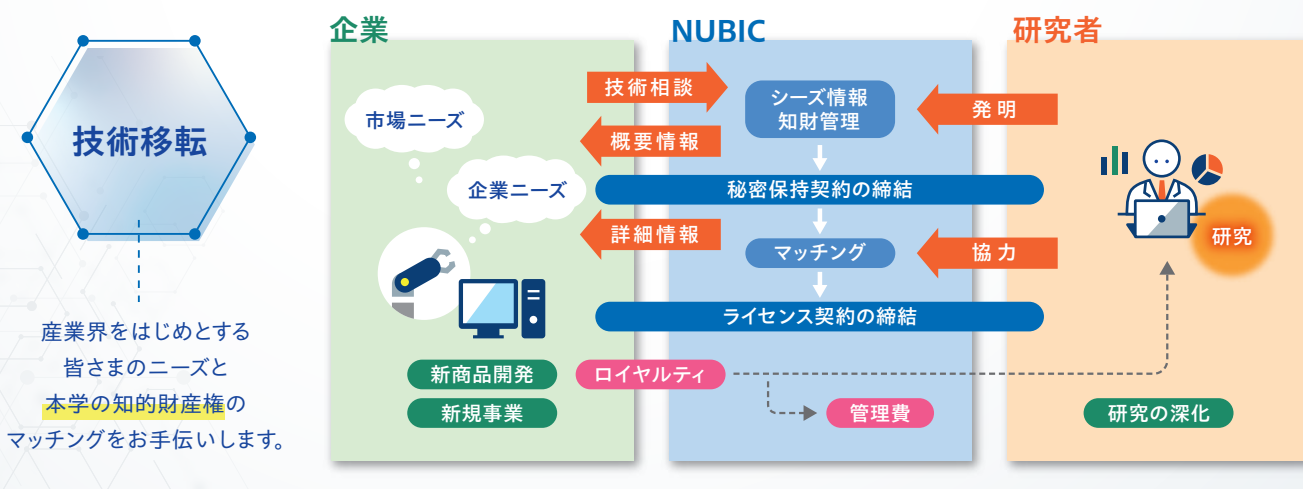 技術移転
産業界をはじめとする
皆さまのニーズと
本学の知的財産権の
マッチングをお手伝いします。
企業
市場ニーズ
企業ニーズ
新商品開発
新規事業
ロイヤルティ
技術相談
概要情報
詳細情報
NUBIC
シーズ情報
知財管理
秘密保持契約の締結
マッチング
ライセンス契約の締結
管理費
研究者
発明
協力
研究
研究の深化